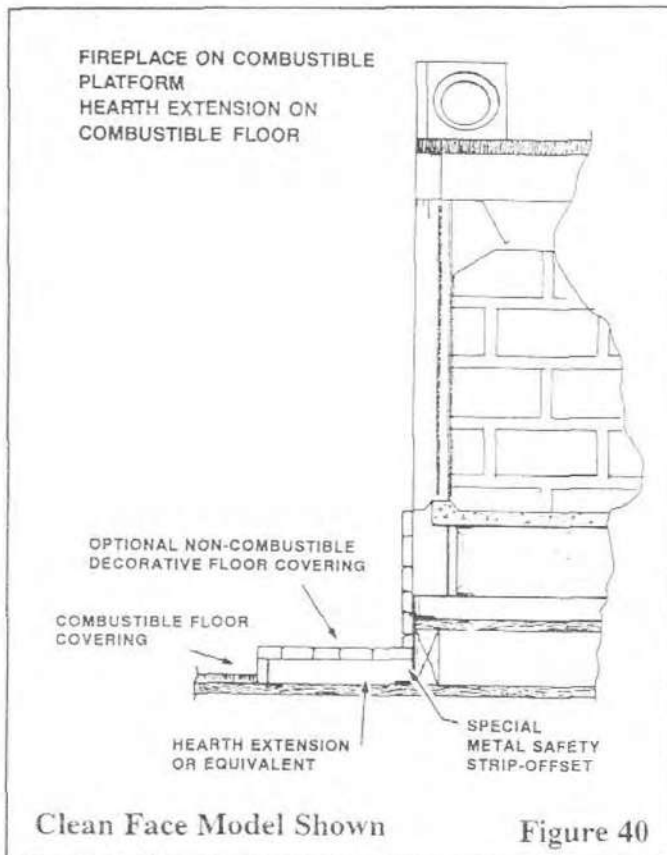 FIREPLACE ON COMBUSTIBLE
PLATFORM
HEARTH EXTENSION ON
COMBUSTIBLE FLOOR
OPTIONAL NON-COMBUSTIBLE
DECORATIVE FLOOR COVERING
COMBUSTIBLE FLOOR
COVERING
HEARTH EXTENSION
OR EQUIVALENT
SPECIAL
METAL SAFETY
STRIP-OFFSET
Clean Face Model Shown
Figure 40